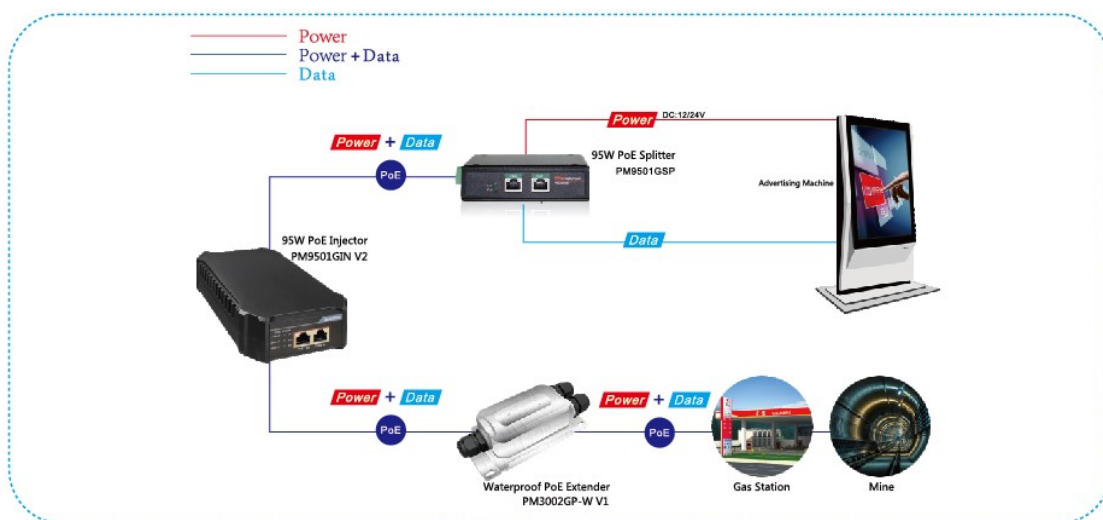 Power
Power + Data
Data
Power DC:12/24V
Power + Data
95W PoE Splitter
PM9501GSP
PoE
Advertising Machine
Data
95W PoE Injector
PM9501GIN V2
Power + Data
Power + Data
PoE
PoE
Waterproof PoE Extender
PM3002GP-W V1
Gas Station
Mine